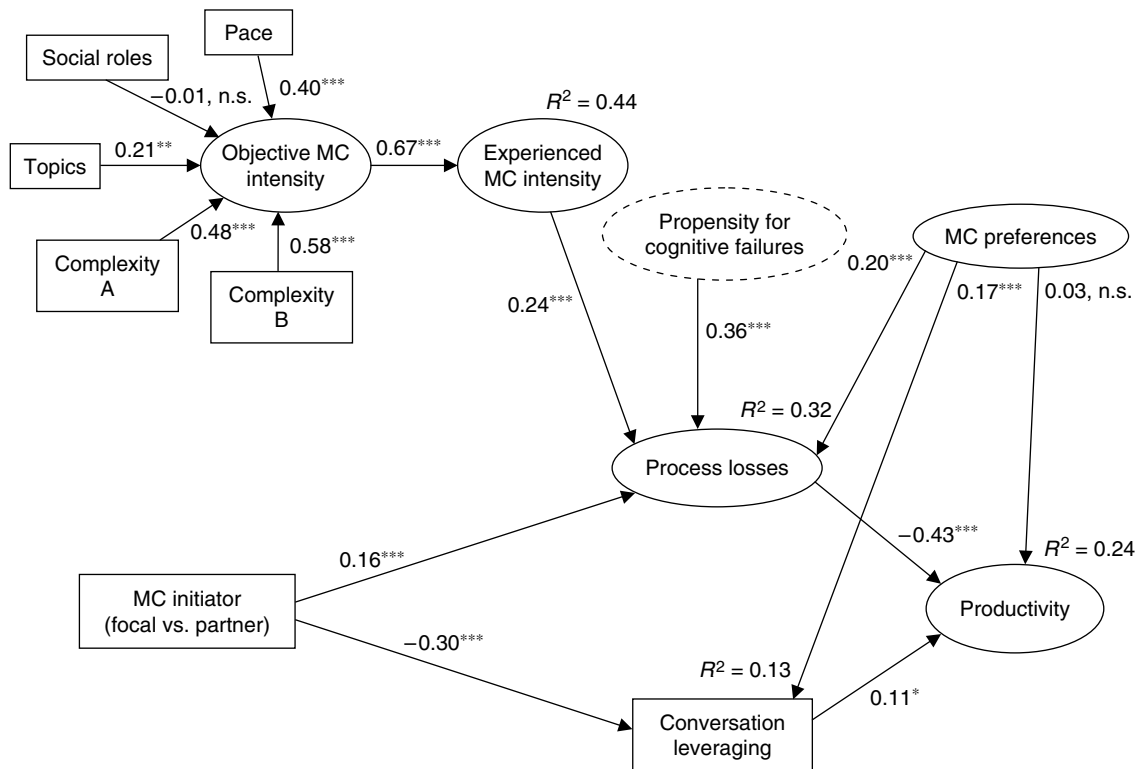 Pace
Social roles
−0.01, n.s.
0.40***
R² = 0.44
Topics
0.21**
Objective MC
intensity
0.67***
Experienced
MC intensity
Propensity for
cognitive failures
MC preferences
0.48***
0.58***
Complexity
A
Complexity
B
0.20***
0.17***
0.03, n.s.
0.24***
0.36***
R² = 0.32
Process losses
−0.43***
R² = 0.24
0.16***
MC initiator
(focal vs. partner)
Productivity
−0.30***
R² = 0.13
0.11*
Conversation
leveraging